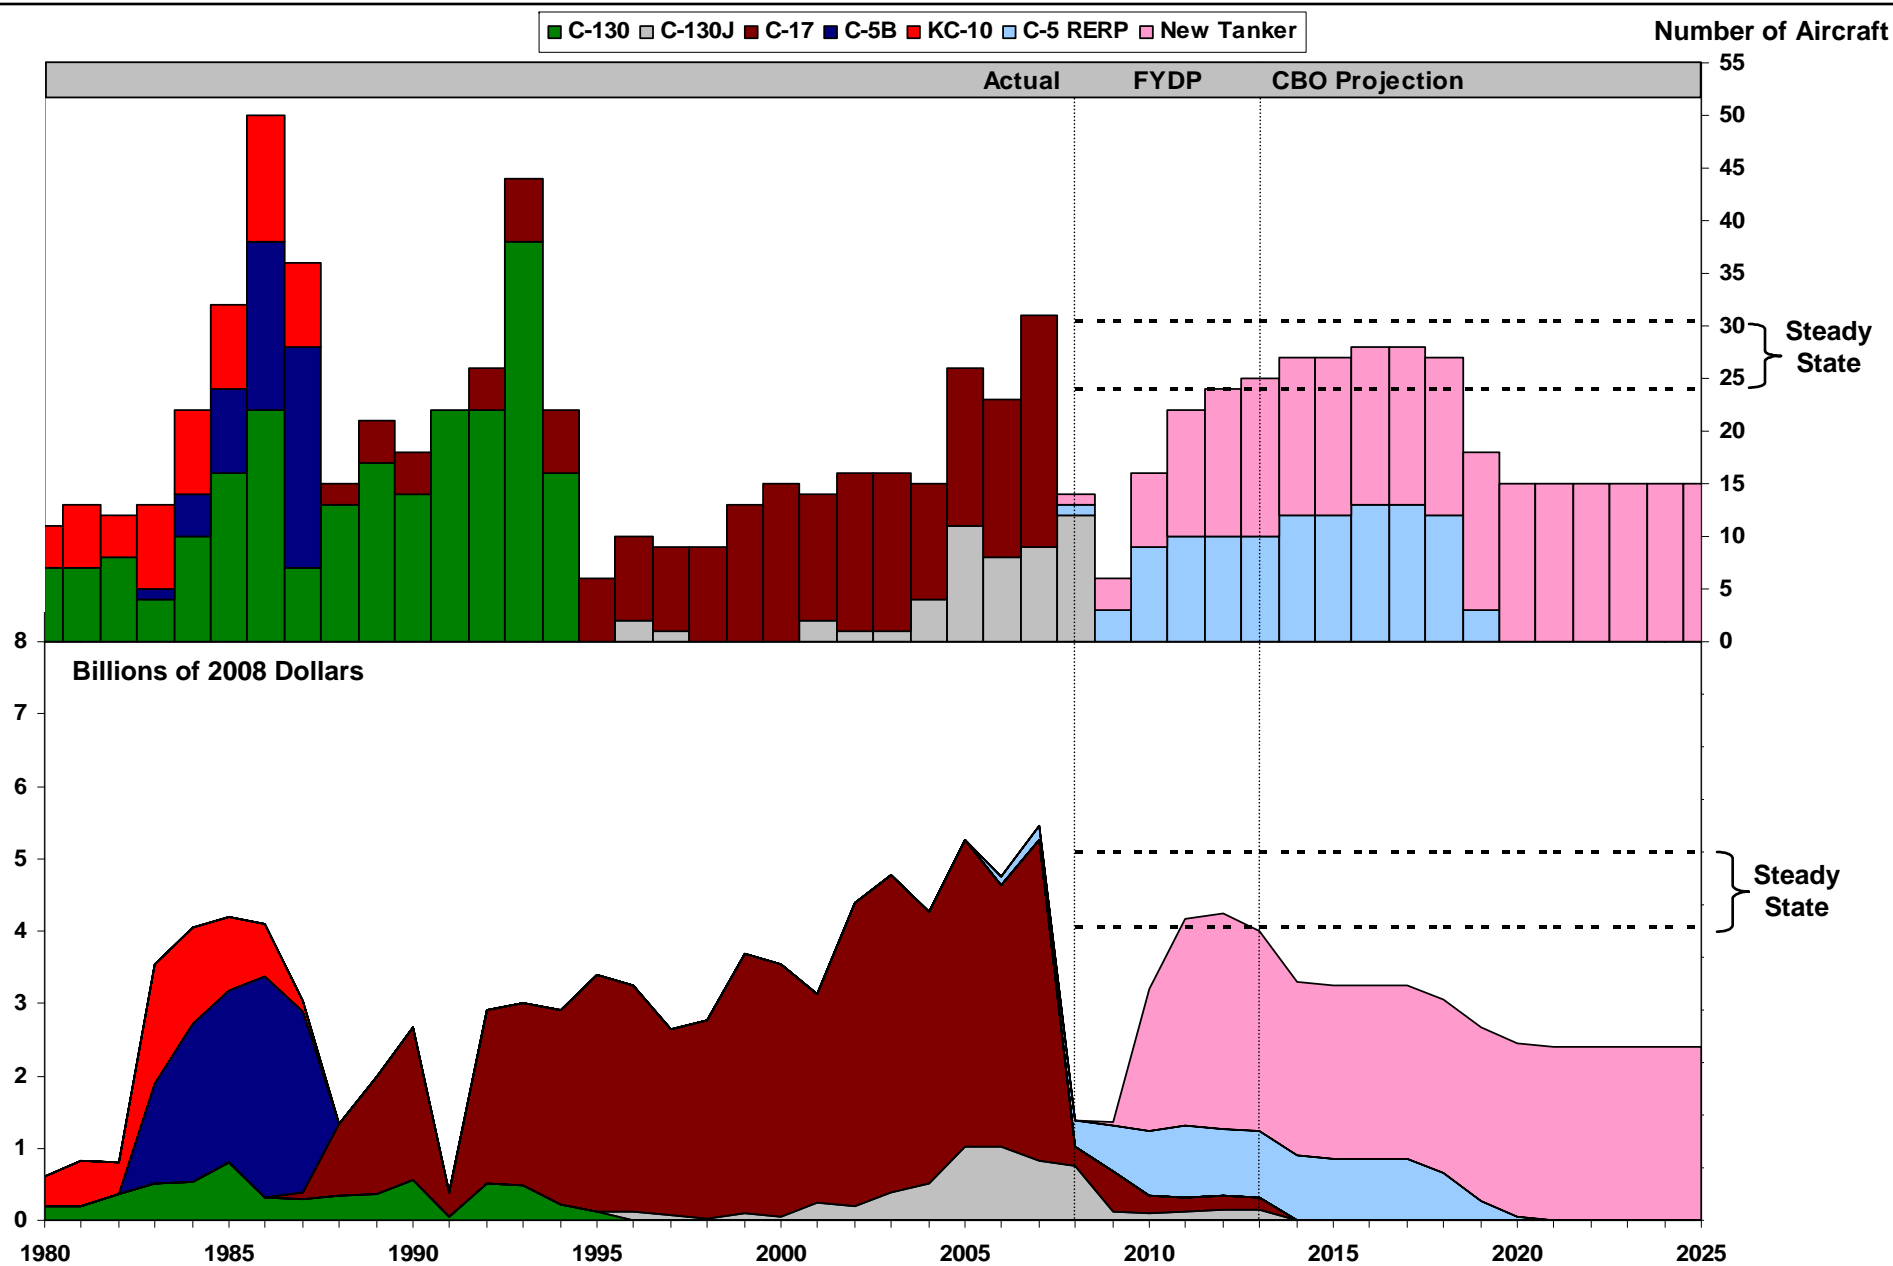 C-130 C-130J C-17 C-5B KC-10 C-5 RERP New Tanker
Number of Aircraft
Actual FYDP CBO Projection
55
50
45
40
35
30
25
20
15
10
5
0
Steady
State
Billions of 2008 Dollars
8
7
6
5
4
3
2
1
0
Steady
State
1980 1985 1990 1995 2000 2005 2010 2015 2020 2025